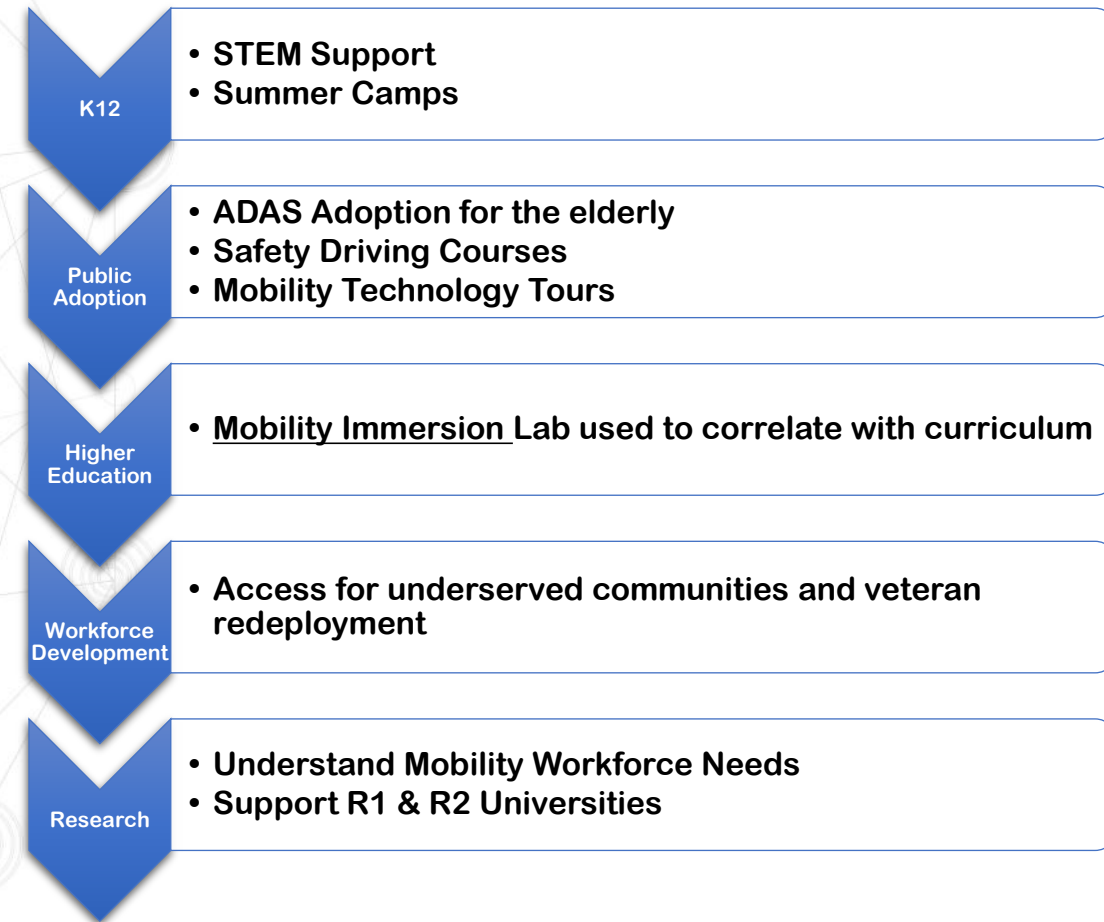 K12
• STEM Support
• Summer Camps
Public
Adoption
• ADAS Adoption for the elderly
• Safety Driving Courses
• Mobility Technology Tours
Higher
Education
• Mobility Immersion Lab used to correlate with curriculum
Workforce
Development
• Access for underserved communities and veteran
redeployment
Research
• Understand Mobility Workforce Needs
• Support R1 & R2 Universities